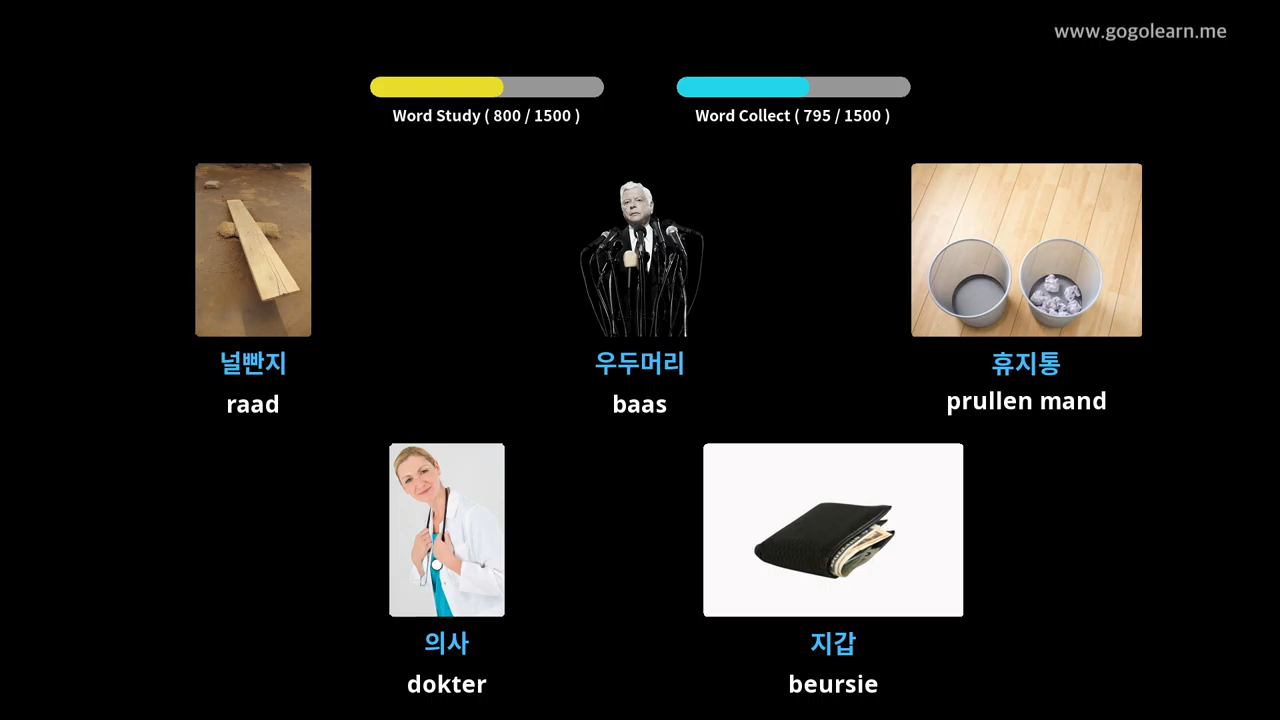 www.gogolearn.me
Word Study ( 800 / 1500 )
Word Collect ( 795 / 1500 )
널빤지
우두머리
휴지통
raad
baas
prullen mand
의사
지갑
dokter
beursie